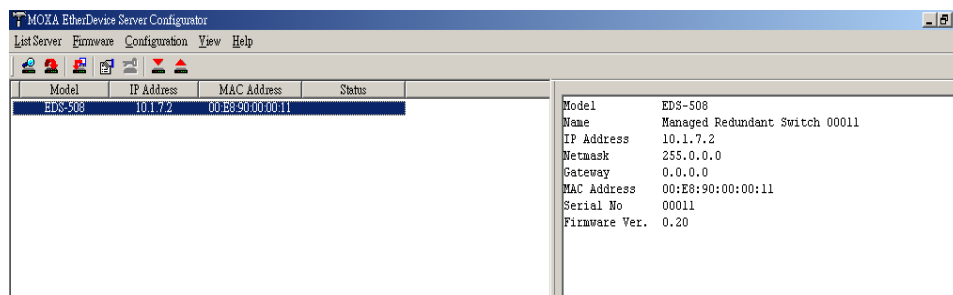 MOXA EtherDevice Server Configurator
List Server Firmware Configuration View Help
Model IP Address MAC Address Status
EDS-508 10.1.7.2 00:E8:90:00:00:11
Model EDS-508
Name Managed Redundant Switch 00011
IP Address 10.1.7.2
Netmask 255.0.0.0
Gateway 0.0.0.0
MAC Address 00:E8:90:00:00:11
Serial No 00011
Firmware Ver. 0.20